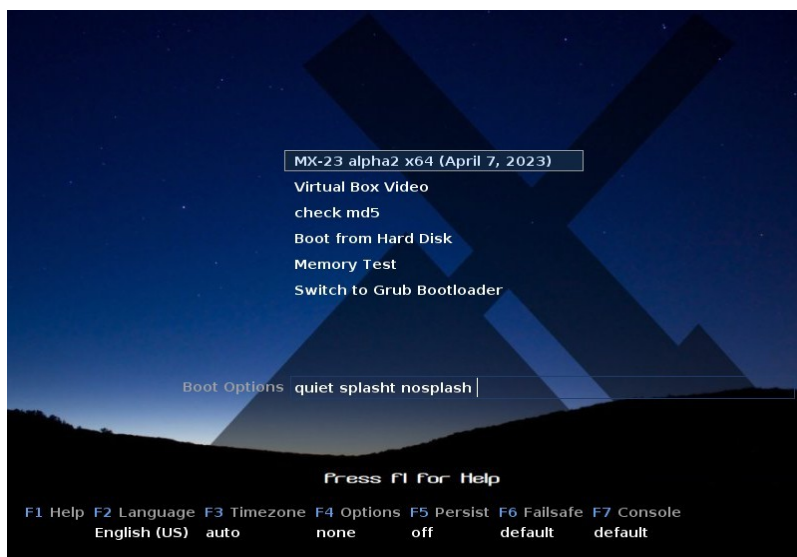 MX-23 alpha2 x64 (April 7, 2023)
Virtual Box Video
check md5
Boot from Hard Disk
Memory Test
Switch to Grub Bootloader
Boot Options quiet splasht nosplash
Press F1 for Help
F1 Help F2 Language F3 Timezone F4 Options F5 Persist F6 Failsafe F7 Console
English (US) auto none off default default